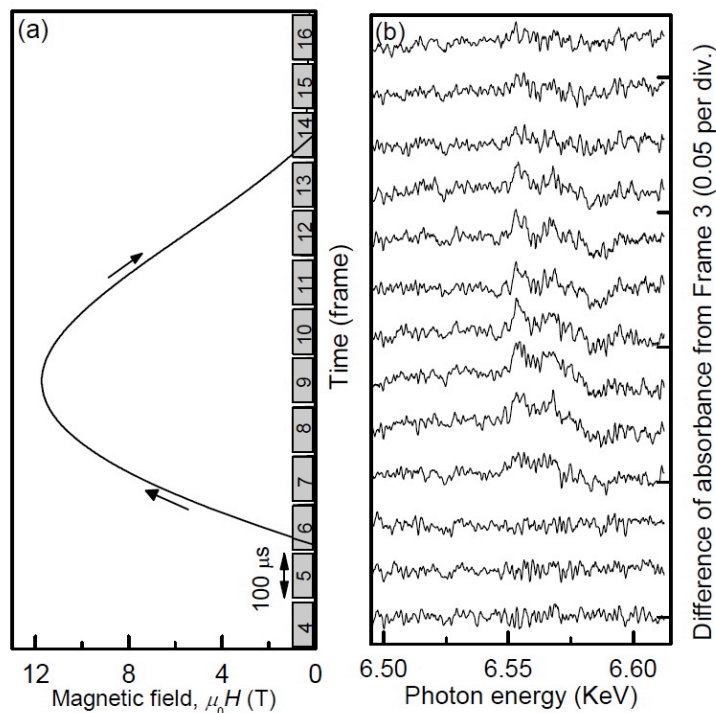 (a)
16
15
14
13
12
11
10
9
8
7
6
5
4
100 μs
Time (frame)
12 8 4 0
Magnetic field, μ₀H (T)
(b)
6.50 6.55 6.60
Photon energy (KeV)
Difference of absorbance from Frame 3 (0.05 per div.)